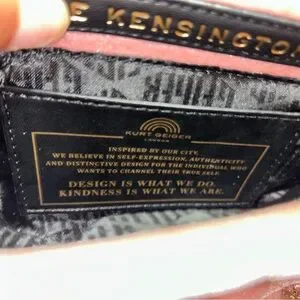 E KENSINGTON
KURT GEIGER
LONDON
INSPIRED BY OUR CITY.
WE BELIEVE IN SELF-EXPRESSION, AUTHENTICITY
AND DISTINCTIVE DESIGN FOR THE INDIVIDUAL WHO
WANTS TO CHANNEL THEIR TRUE SELF.
DESIGN IS WHAT WE DO.
KINDNESS IS WHAT WE ARE.